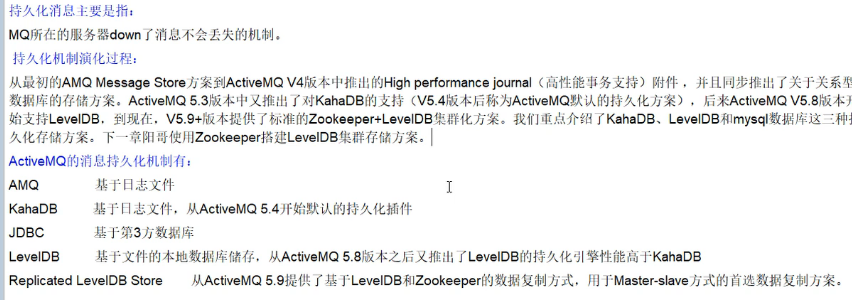 持久化消息主要是指：
MQ所在的服务器down了消息不会丢失的机制。
持久化机制演化过程：
从最初的AMQ Message Store方案到ActiveMQ V4版本中推出的High performance journal（高性能事务支持）附件，并且同步推出了关于关系型
数据库的存储方案。ActiveMQ 5.3版本中又推出了对KahaDB的支持（V5.4版本后称为ActiveMQ默认的持久化方案），后来ActiveMQ V5.8版本开
始支持LevelDB，到现在，V5.9+版本提供了标准的Zookeeper+LevelDB集群化方案。我们重点介绍了KahaDB、LevelDB和mysql数据库这三种持
久化存储方案。下一章阳哥使用Zookeeper搭建LevelDB集群存储方案。
ActiveMQ的消息持久化机制有：
AMQ 基于日志文件
KahaDB 基于日志文件，从ActiveMQ 5.4开始默认的持久化插件
JDBC 基于第3方数据库
LevelDB 基于文件的本地数据库储存，从ActiveMQ 5.8版本之后又推出了LevelDB的持久化引擎性能高于KahaDB
Replicated LevelDB Store 从ActiveMQ 5.9提供了基于LevelDB和Zookeeper的数据复制方式，用于Master-slave方式的首选数据复制方案。